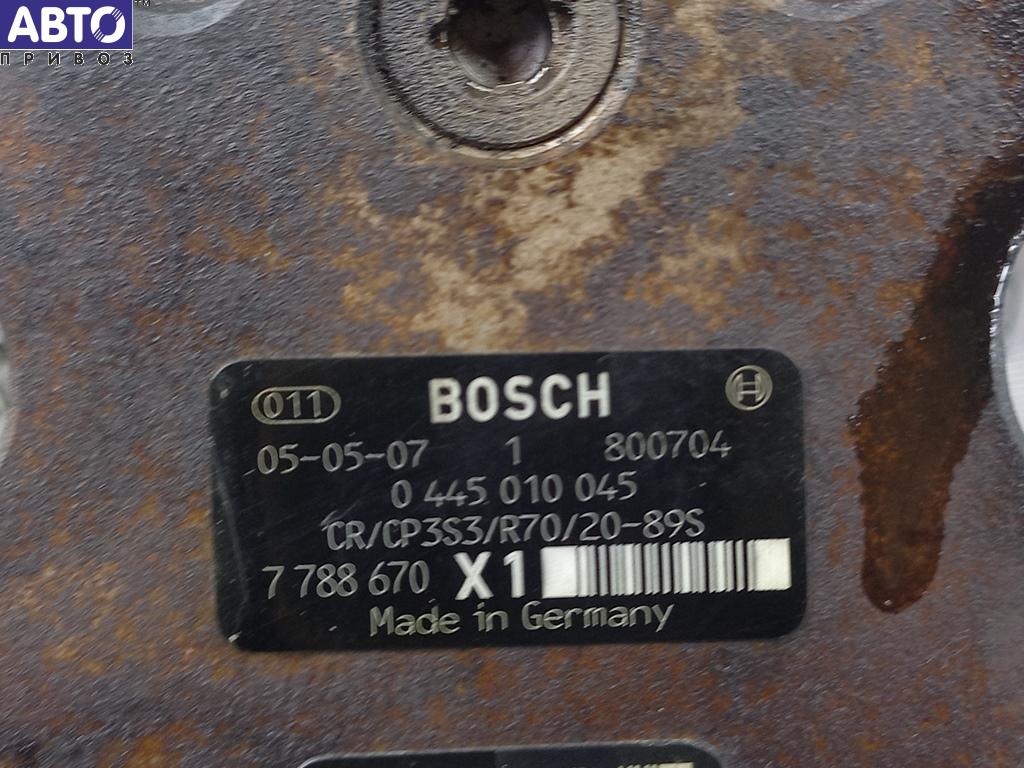 АВТО™
ПРИВОЗ
011 BOSCH
05-05-07 1 800704
0 445 010 045
CR/CP3S3/R70/20-89S
7 788 670 X1
Made in Germany